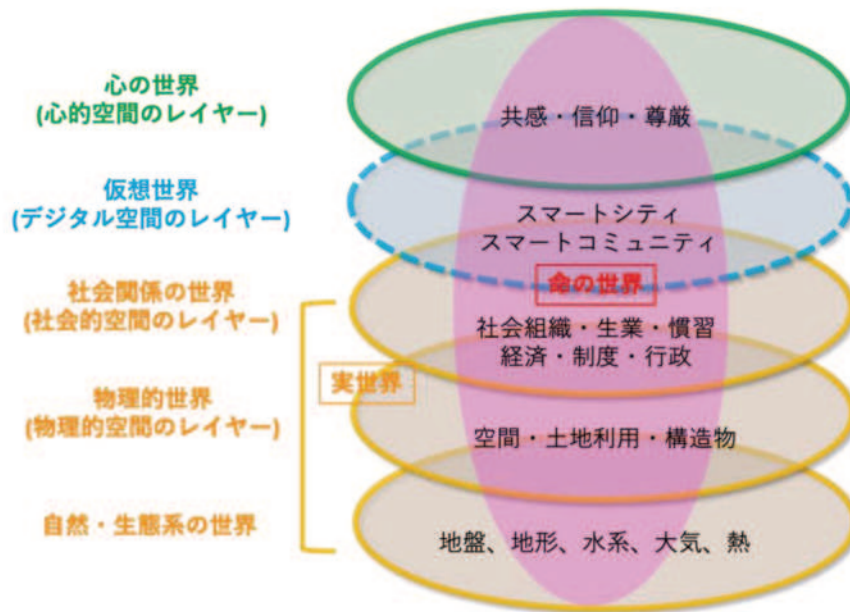 心の世界
(心的空間のレイヤー)
共感・信仰・尊厳
仮想世界
(デジタル空間のレイヤー)
スマートシティ
スマートコミュニティ
命の世界
社会関係の世界
(社会的空間のレイヤー)
社会組織・生業・慣習
経済・制度・行政
実世界
物理的世界
(物理的空間のレイヤー)
空間・土地利用・構造物
自然・生態系の世界
地盤、地形、水系、大気、熱